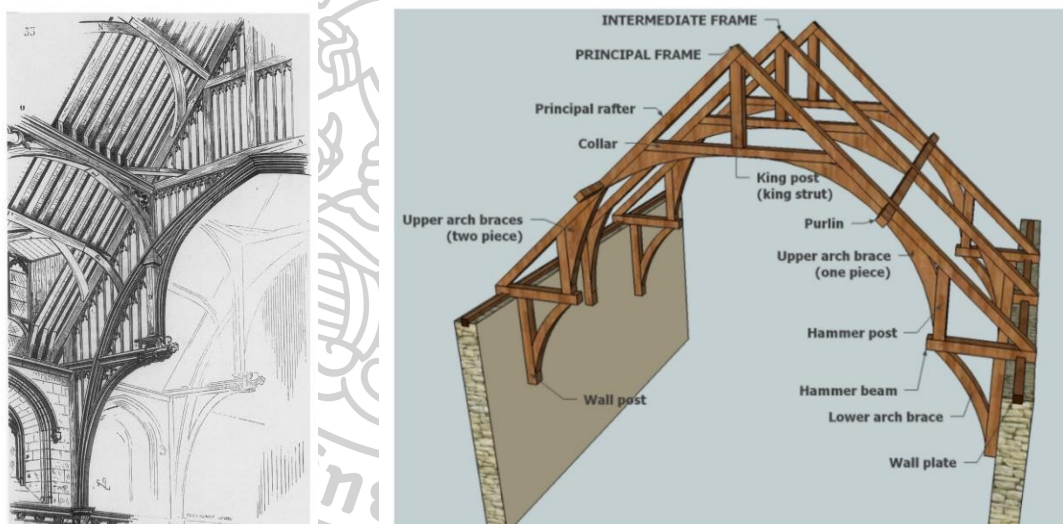 33
N
A
INTERMEDIATE FRAME
PRINCIPAL FRAME
Principal rafter
Collar
King post
(king strut)
Upper arch braces
(two piece)
Purlin
Upper arch brace
(one piece)
Hammer post
Hammer beam
Wall post
Lower arch brace
Wall plate